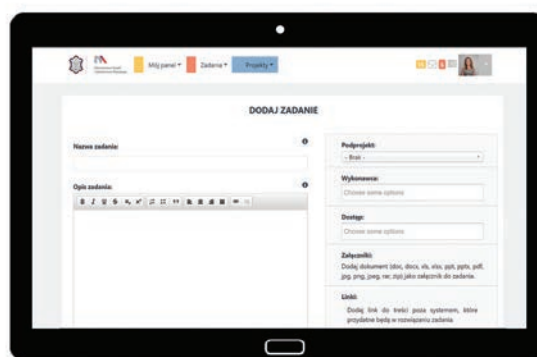 Mój panel
Zadania
Projekty
DODAJ ZADANIE
Nazwa zadania:
Opis zadania:
Podprojekt:
- Brak -
Wykonawca:
Choose some options
Dostęp:
Choose some options
Załączniki:
Dodaj dokument (doc, docx, xls, xlsx, ppt, pptx, pdf,
jpg, png, jpeg, rar, zip) jako załącznik do zadania.
Linki:
Dodaj link do treści poza systemem, które
przydatne będą w rozwiązaniu zadania.